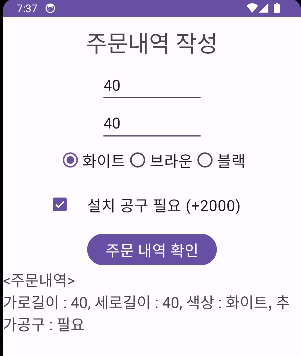 7:37
주문내역 작성
40
40
화이트 브라운 블랙
설치 공구 필요 (+2000)
주문 내역 확인
<주문내역>
가로길이 : 40, 세로길이 : 40, 색상 : 화이트, 추
가공구 : 필요